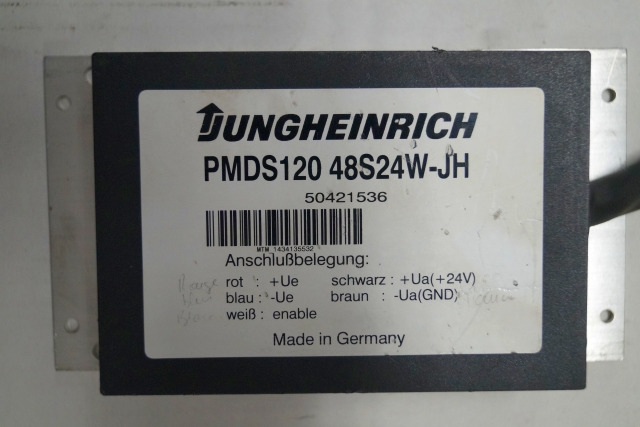 JUNGHEINRICH
PMDS120 48S24W-JH
50421536
MTM 1434135532
Anschlußbelegung:
rot : +Ue schwarz : +Ua(+24V)
blau : -Ue braun : -Ua(GND)
weiß : enable
Made in Germany